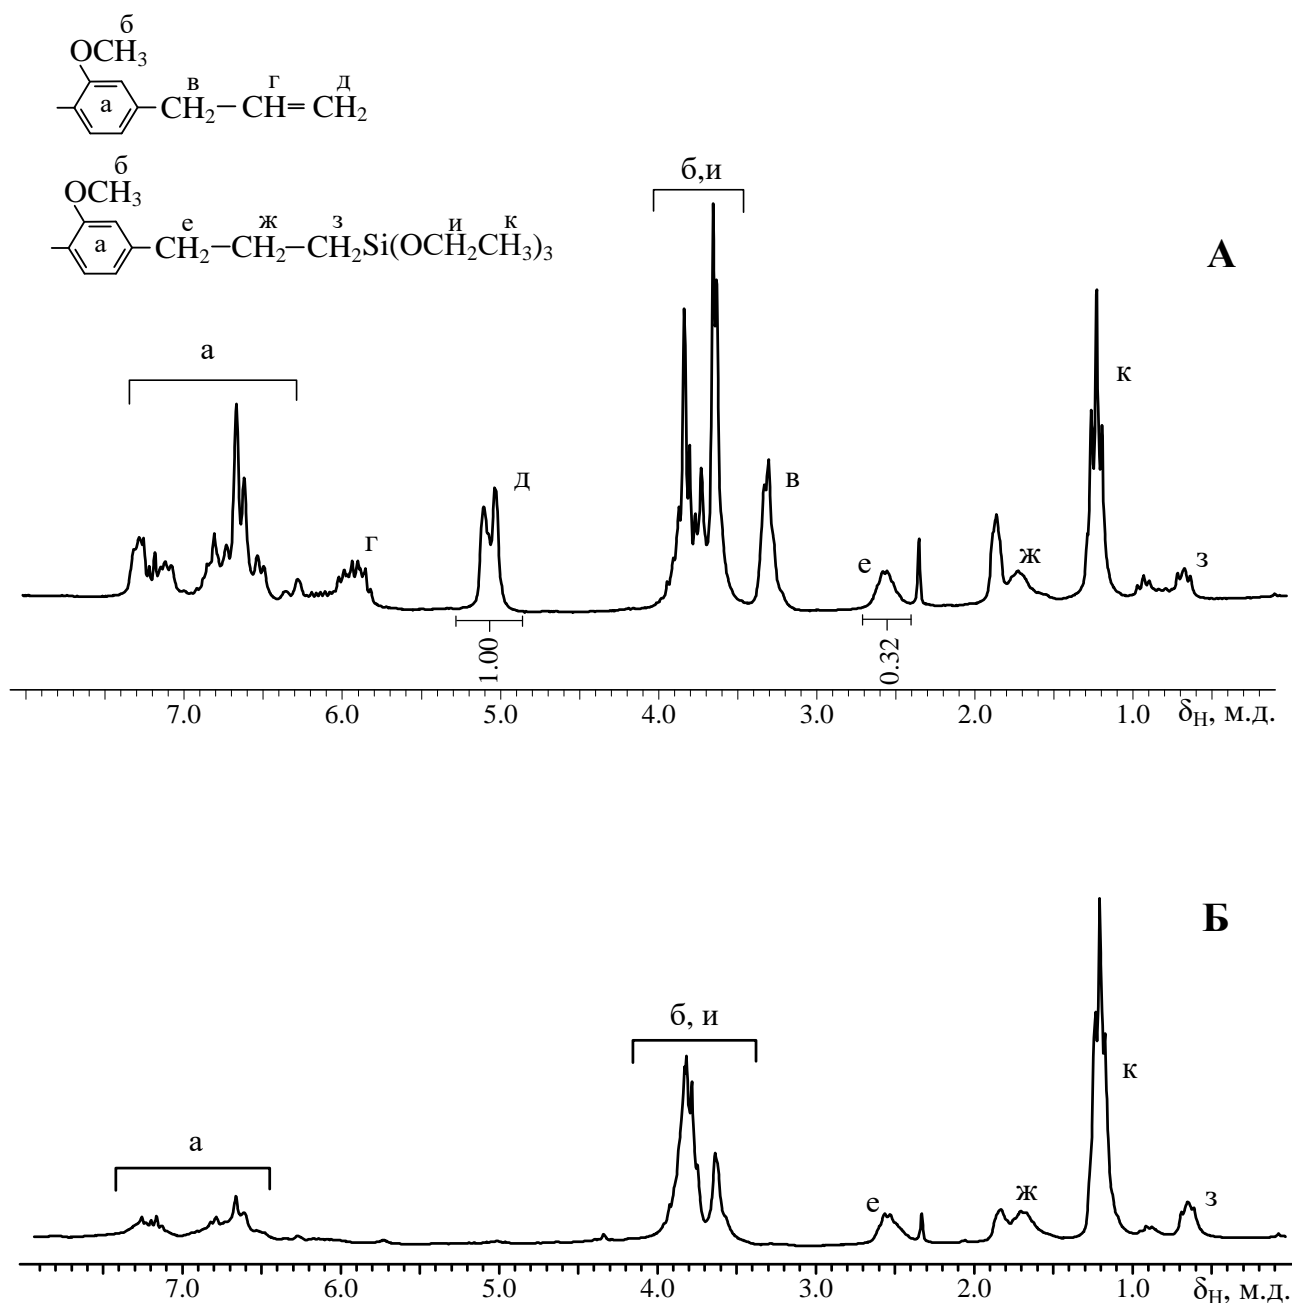 б
OCH3
в г д
а CH2–CH=CH2
б
OCH3
е ж з и к
а CH2–CH2–CH2Si(OCH2CH3)3
А
б,и
а
к
д
в
г
е
ж
з
1.00
0.32
7.0 6.0 5.0 4.0 3.0 2.0 1.0 δH, м.д.
Б
б, и
к
а
е
ж
з
7.0 6.0 5.0 4.0 3.0 2.0 1.0 δH, м.д.